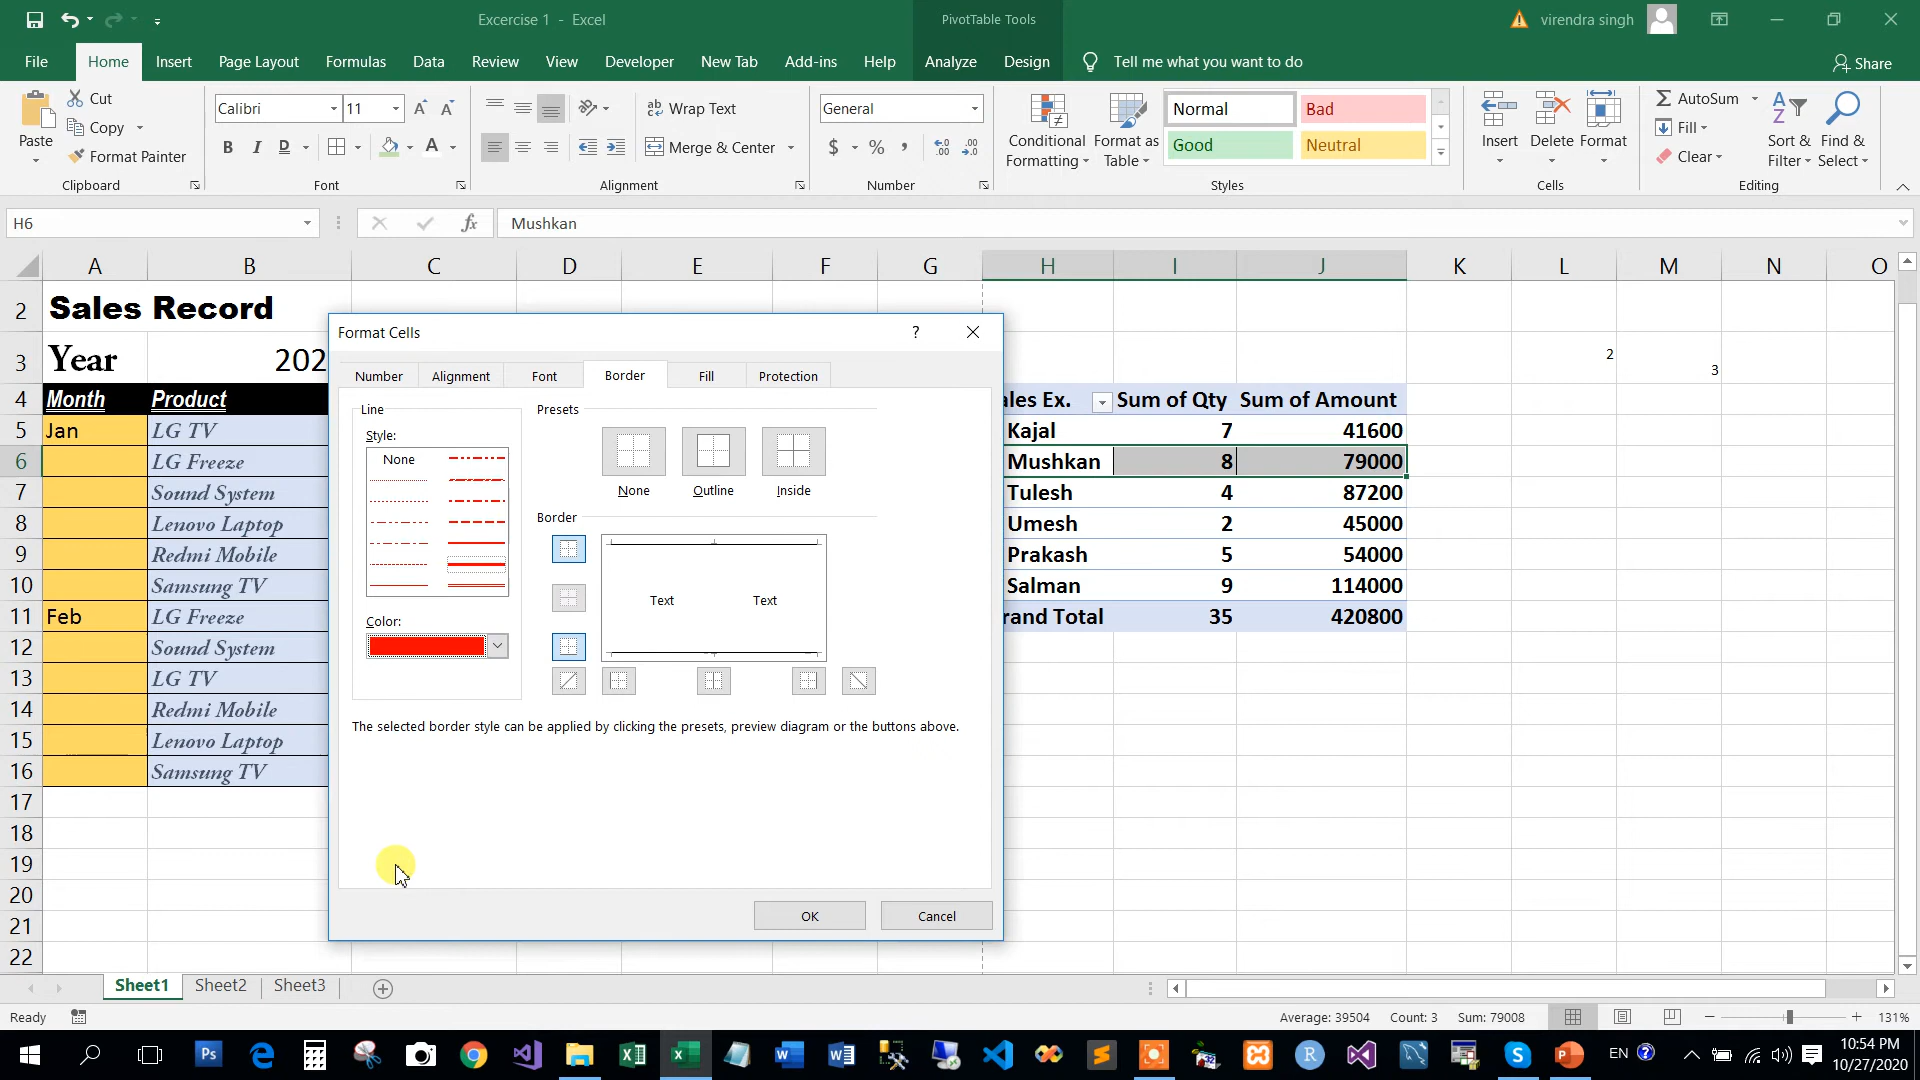 Excercise 1 - Excel
PivotTable Tools
virendra singh
File Home Insert Page Layout Formulas Data Review View Developer New Tab Add-ins Help Analyze Design Tell me what you want to do Share
Paste
Cut
Copy
Format Painter
Clipboard
Calibri 11
B I D A
Font
Wrap Text
Merge & Center
Alignment
General
$ % ,
Number
Conditional Formatting
Format as Table
Normal Bad
Good Neutral
Styles
Insert Delete Format
Cells
AutoSum
Fill
Clear
Sort & Filter
Find & Select
Editing
H6 fx Mushkan
A B C D E F G H I J K L M N O
2 Sales Record
3 Year 202 2 3
4 Month Product ales Ex. Sum of Qty Sum of Amount
5 Jan LG TV Kajal 7 41600
6 LG Freeze Mushkan 8 79000
7 Sound System Tulesh 4 87200
8 Lenovo Laptop Umesh 2 45000
9 Redmi Mobile Prakash 5 54000
10 Samsung TV Salman 9 114000
11 Feb LG Freeze rand Total 35 420800
12 Sound System
13 LG TV
14 Redmi Mobile
15 Lenovo Laptop
16 Samsung TV
17
18
19
20
21
22
Format Cells ?
Number Alignment Font Border Fill Protection
Line
Style:
None
Color:
Presets
None Outline Inside
Border
Text Text
The selected border style can be applied by clicking the presets, preview diagram or the buttons above.
OK Cancel
Sheet1 Sheet2 Sheet3
Ready Average: 39504 Count: 3 Sum: 79008 131%
EN 10:54 PM
10/27/2020